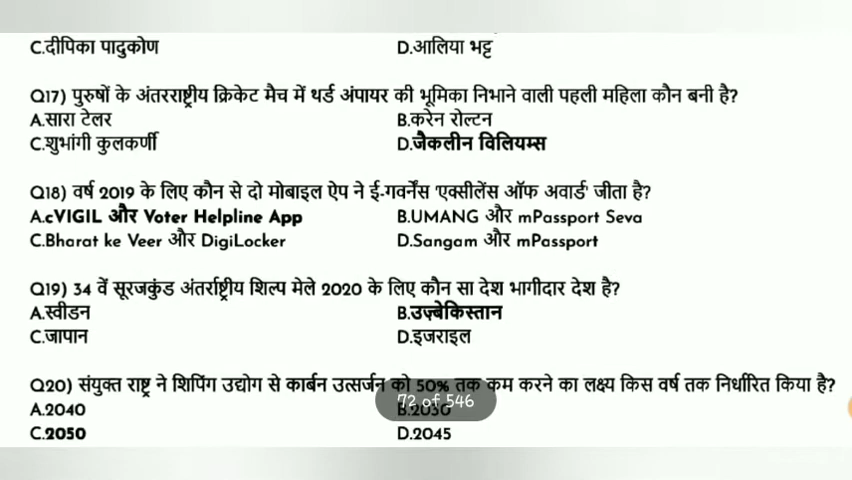 C.दीपिका पादुकोण D.आलिया भट्ट
Q17) पुरुषों के अंतरराष्ट्रीय क्रिकेट मैच में थर्ड अंपायर की भूमिका निभाने वाली पहली महिला कौन बनी है?
A.सारा टेलर B.करेन रोल्टन
C.शुभांगी कुलकर्णी D.जैकलीन विलियम्स
Q18) वर्ष 2019 के लिए कौन से दो मोबाइल ऐप ने ई-गवर्नेंस 'एक्सीलेंस ऑफ अवार्ड' जीता है?
A.cVIGIL और Voter Helpline App B.UMANG और mPassport Seva
C.Bharat ke Veer और DigiLocker D.Sangam और mPassport
Q19) 34 वें सूरजकुंड अंतर्राष्ट्रीय शिल्प मेले 2020 के लिए कौन सा देश भागीदार देश है?
A.स्वीडन B.उज़्बेकिस्तान
C.जापान D.इजराइल
Q20) संयुक्त राष्ट्र ने शिपिंग उद्योग से कार्बन उत्सर्जन को 50% तक कम करने का लक्ष्य किस वर्ष तक निर्धारित किया है?
A.2040 B.2030
72 of 546
C.2050 D.2045